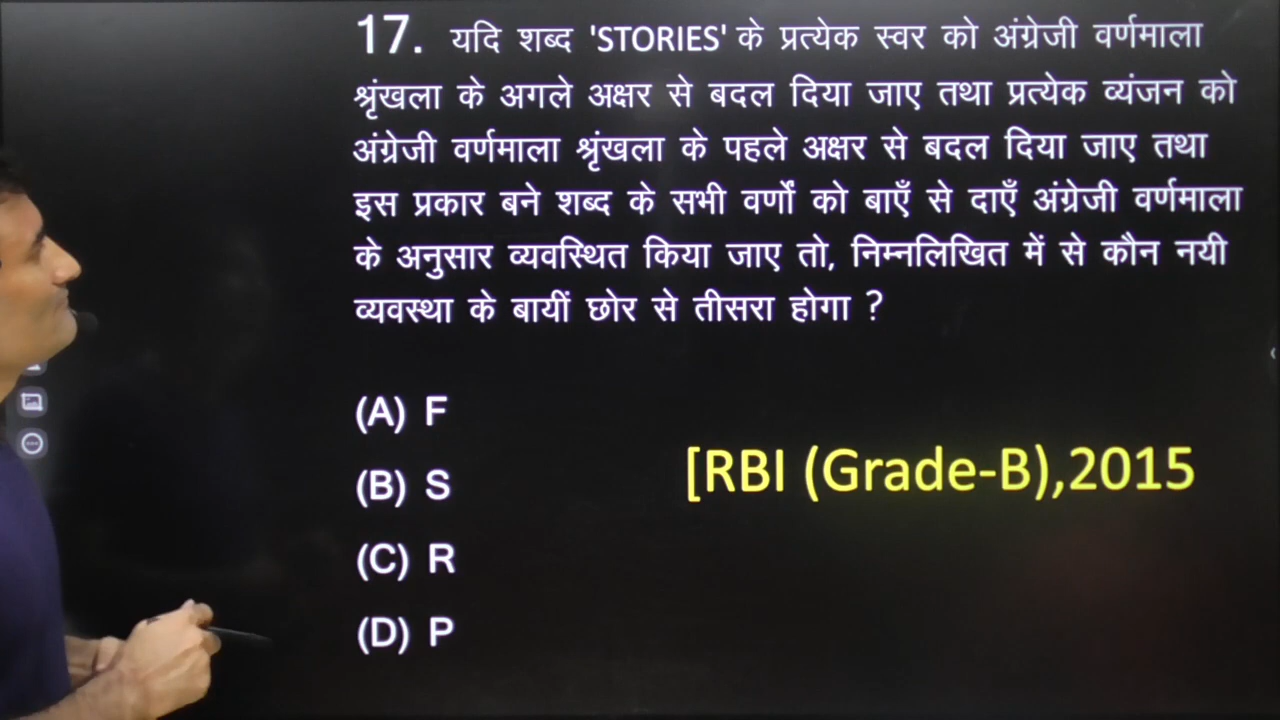 17. यदि शब्द 'STORIES' के प्रत्येक स्वर को अंग्रेजी वर्णमाला
श्रृंखला के अगले अक्षर से बदल दिया जाए तथा प्रत्येक व्यंजन को
अंग्रेजी वर्णमाला श्रृंखला के पहले अक्षर से बदल दिया जाए तथा
इस प्रकार बने शब्द के सभी वर्णों को बाएँ से दाएँ अंग्रेजी वर्णमाला
के अनुसार व्यवस्थित किया जाए तो, निम्नलिखित में से कौन नयी
व्यवस्था के बायीं छोर से तीसरा होगा ?
(A) F
(B) S
(C) R
(D) P
[RBI (Grade-B),2015